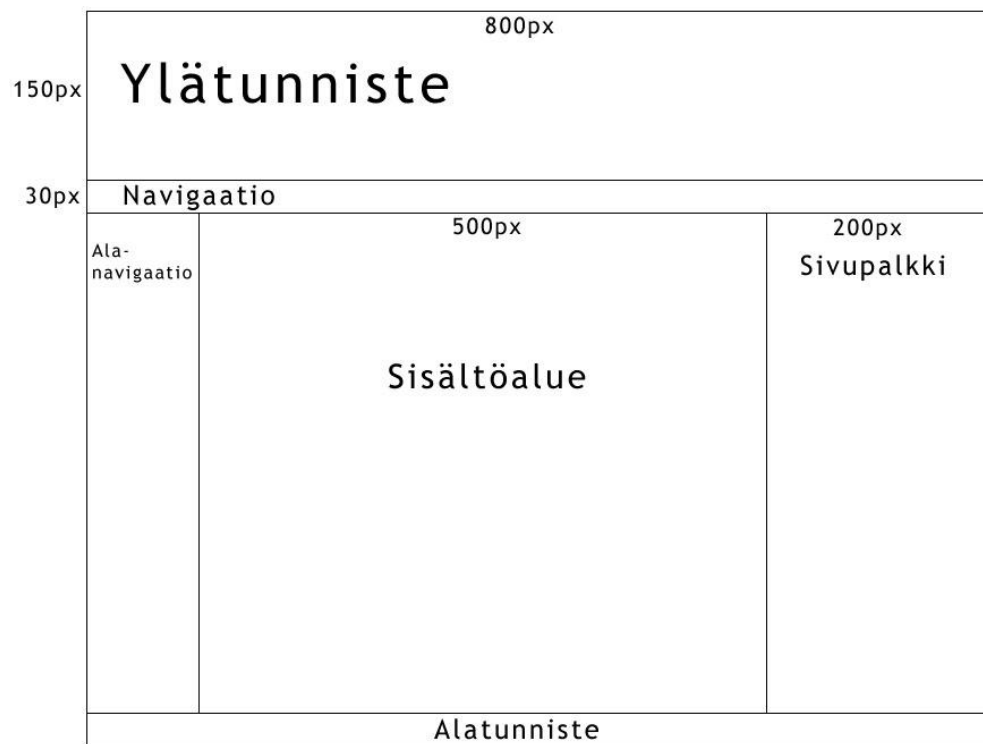 800px
150px
Ylätunniste
30px
Navigaatio
500px
200px
Ala-
navigaatio
Sivupalkki
Sisältöalue
Alatunniste